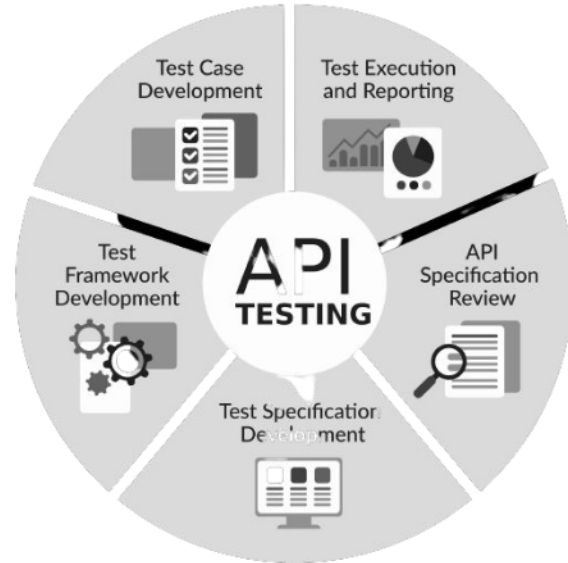 Test Case
Development
Test Execution
and Reporting
Test
Framework
Development
API
TESTING
API
Specification
Review
Test Specification
Development